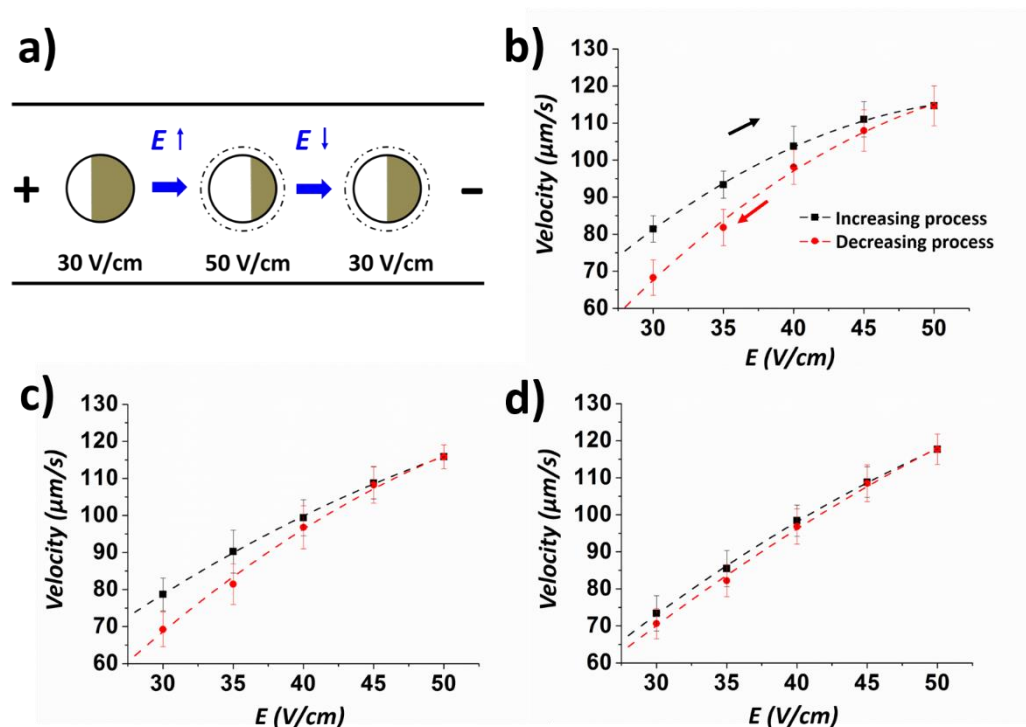 a)
E ↑
E ↓
+
−
30 V/cm
50 V/cm
30 V/cm
b)
130
120
110
100
90
80
70
60
Velocity (μm/s)
Increasing process
Decreasing process
30 35 40 45 50
E (V/cm)
c)
130
120
110
100
90
80
70
60
Velocity (μm/s)
30 35 40 45 50
E (V/cm)
d)
130
120
110
100
90
80
70
60
Velocity (μm/s)
30 35 40 45 50
E (V/cm)